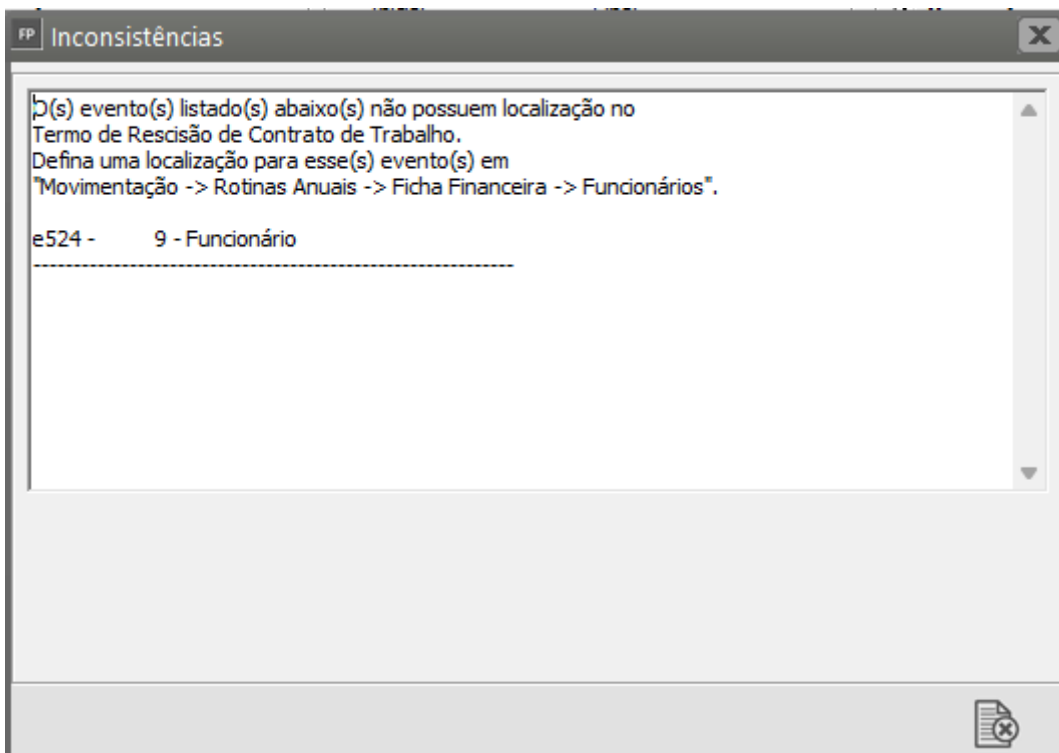 FP Inconsistências
O(s) evento(s) listado(s) abaixo(s) não possuem localização no
Termo de Rescisão de Contrato de Trabalho.
Defina uma localização para esse(s) evento(s) em
"Movimentação -> Rotinas Anuais -> Ficha Financeira -> Funcionários".
e524 - 9 - Funcionário
------------------------------------------------------------